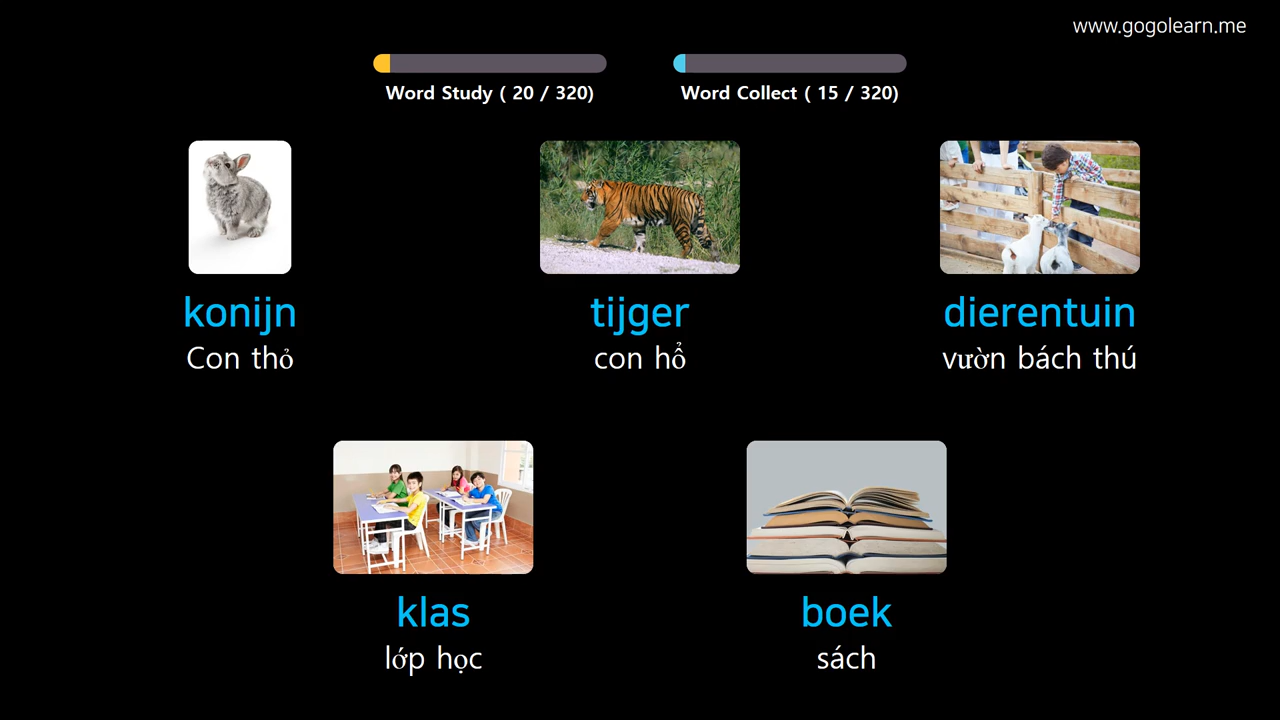 www.gogolearn.me
Word Study ( 20 / 320)
Word Collect ( 15 / 320)
konijn
Con thỏ
tijger
con hổ
dierentuin
vườn bách thú
klas
lớp học
boek
sách